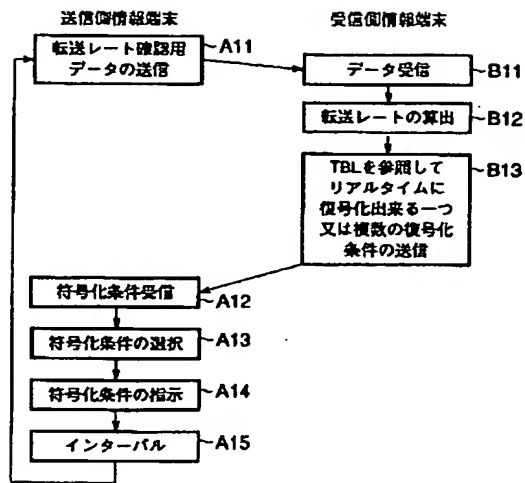 送信側情報端末
転送レート確認用
データの送信
A11
受信側情報端末
データ受信
B11
転送レートの算出
B12
TBLを参照して
リアルタイムに
復号化出来る一つ
又は複数の復号化
条件の送信
B13
符号化条件受信
A12
符号化条件の選択
A13
符号化条件の指示
A14
インターバル
A15